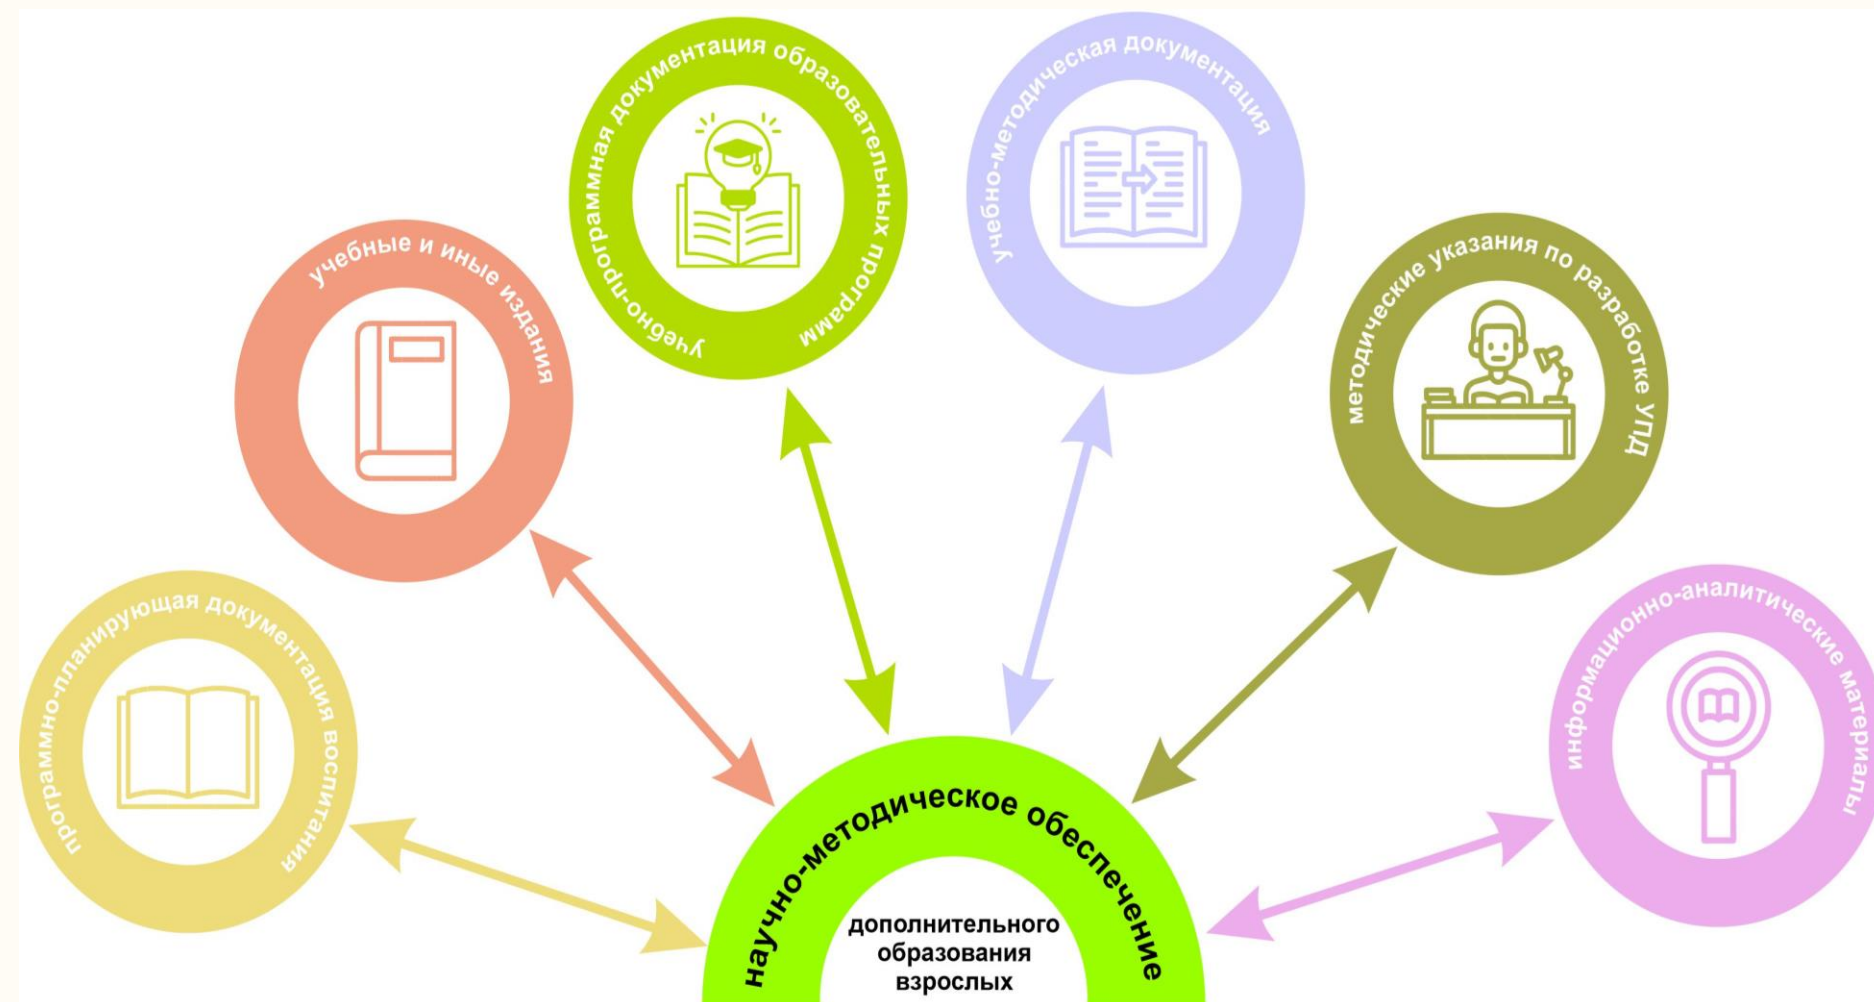 программно-планирующая документация воспитания
учебные и иные издания
учебно-программная документация образовательных программ
учебно-методическая документация
методические указания по разработке УПД
информационно-аналитические материалы
научно-методическое обеспечение
дополнительного
образования
взрослых